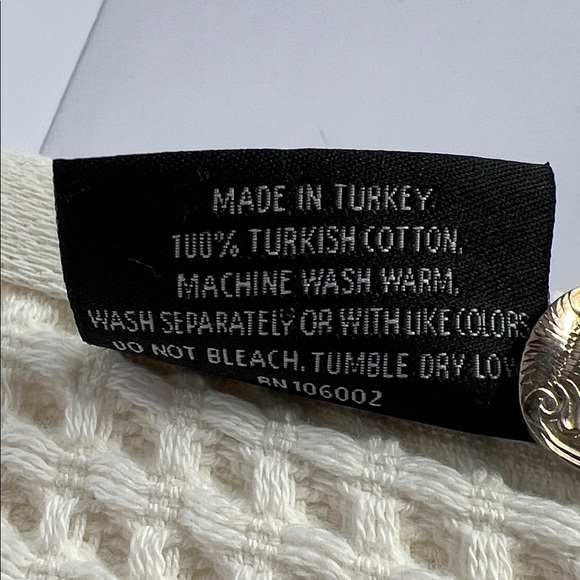 MADE IN TURKEY.
100% TURKISH COTTON.
MACHINE WASH WARM.
WASH SEPARATELY OR WITH LIKE COLORS
DO NOT BLEACH. TUMBLE DRY LOW
RN 106002